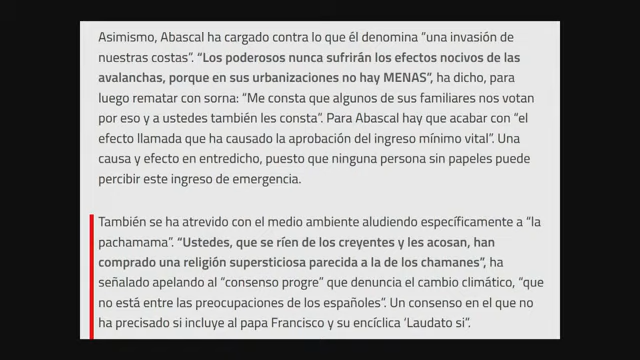 Asimismo, Abascal ha cargado contra lo que él denomina “una invasión de
nuestras costas”. “Los poderosos nunca sufrirán los efectos nocivos de las
avalanchas, porque en sus urbanizaciones no hay MENAS”, ha dicho, para
luego rematar con sorna: “Me consta que algunos de sus familiares nos votan
por eso y a ustedes también les consta”. Para Abascal hay que acabar con “el
efecto llamada que ha causado la aprobación del ingreso mínimo vital”. Una
causa y efecto en entredicho, puesto que ninguna persona sin papeles puede
percibir este ingreso de emergencia.
También se ha atrevido con el medio ambiente aludiendo específicamente a “la
pachamama”. “Ustedes, que se ríen de los creyentes y les acosan, han
comprado una religión supersticiosa parecida a la de los chamanes”, ha
señalado apelando al “consenso progre” que denuncia el cambio climático, “que
no está entre las preocupaciones de los españoles”. Un consenso en el que no
ha precisado si incluye al papa Francisco y su encíclica ‘Laudato si”.